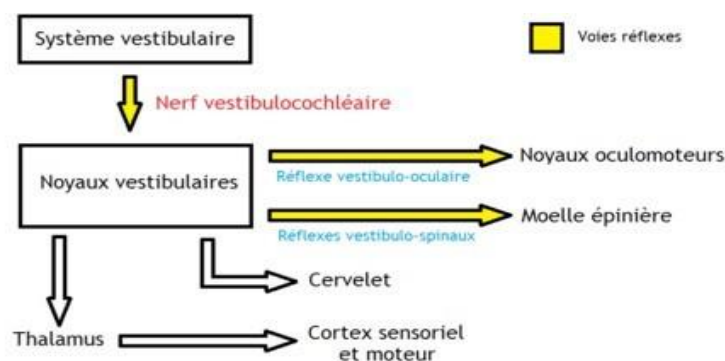 Système vestibulaire
Voies réflexes
Nerf vestibulocochléaire
Noyaux vestibulaires
Noyaux oculomoteurs
Réflexe vestibulo-oculaire
Moelle épinière
Réflexes vestibulo-spinaux
Cervelet
Thalamus
Cortex sensoriel
et moteur